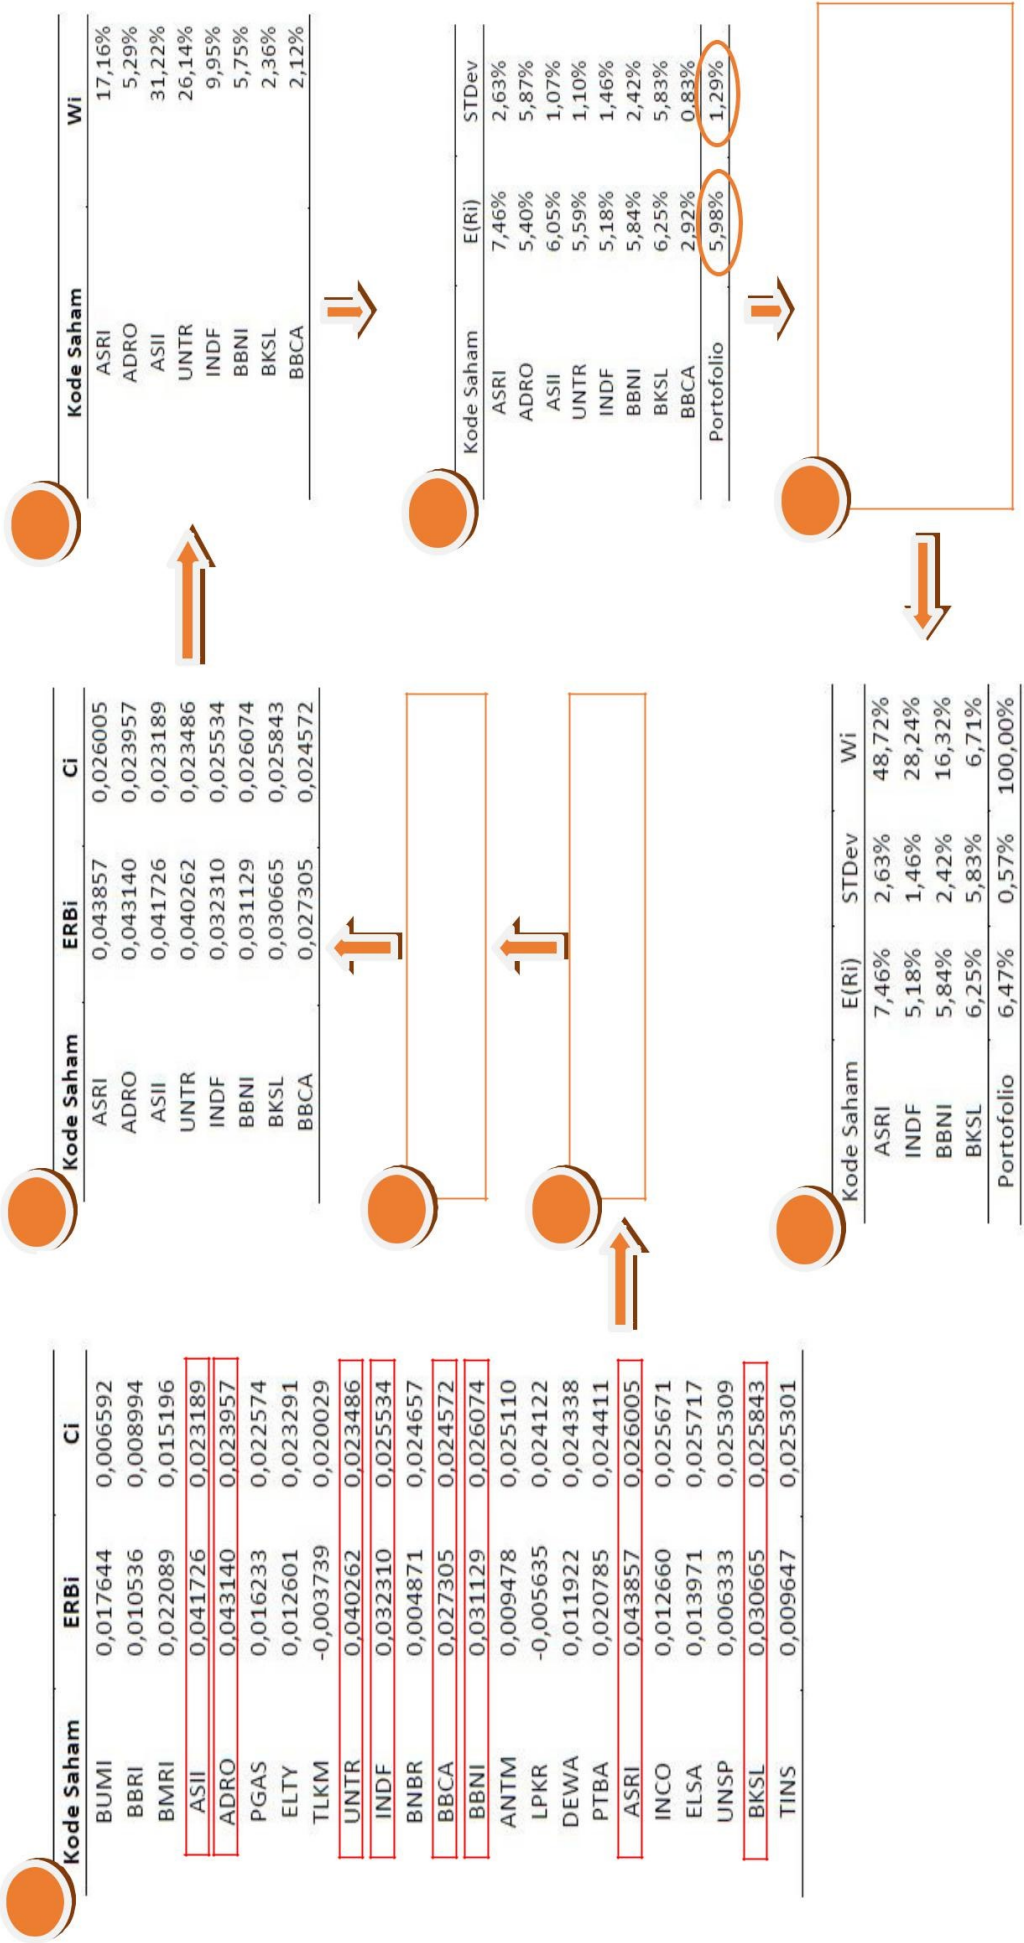 Kode Saham ERBi Ci
BUMI 0,017644 0,006592
BBRI 0,010536 0,008994
BMRI 0,022089 0,015196
ASII 0,041726 0,023189
ADRO 0,043140 0,023957
PGAS 0,016233 0,022574
ELTY 0,012601 0,023291
TLKM -0,003739 0,020029
UNTR 0,040262 0,023486
INDF 0,032310 0,025534
BNBR 0,004871 0,024657
BBCA 0,027305 0,024572
BBNI 0,031129 0,026074
ANTM 0,009478 0,025110
LPKR -0,005635 0,024122
DEWA 0,011922 0,024338
PTBA 0,020785 0,024411
ASRI 0,043857 0,026005
INCO 0,012660 0,025671
ELSA 0,013971 0,025717
UNSP 0,006333 0,025309
BKSL 0,030665 0,025843
TINS 0,009647 0,025301
Kode Saham ERBi Ci
ASRI 0,043857 0,026005
ADRO 0,043140 0,023957
ASII 0,041726 0,023189
UNTR 0,040262 0,023486
INDF 0,032310 0,025534
BBNI 0,031129 0,026074
BKSL 0,030665 0,025843
BBCA 0,027305 0,024572
Kode Saham Wi
ASRI 17,16%
ADRO 5,29%
ASII 31,22%
UNTR 26,14%
INDF 9,95%
BBNI 5,75%
BKSL 2,36%
BBCA 2,12%
Kode Saham E(Ri) STDev
ASRI 7,46% 2,63%
ADRO 5,40% 5,87%
ASII 6,05% 1,07%
UNTR 5,59% 1,10%
INDF 5,18% 1,46%
BBNI 5,84% 2,42%
BKSL 6,25% 5,83%
BBCA 2,92% 0,83%
Portofolio 5,98% 1,29%
Kode Saham E(Ri) STDev Wi
ASRI 7,46% 2,63% 48,72%
INDF 5,18% 1,46% 28,24%
BBNI 5,84% 2,42% 16,32%
BKSL 6,25% 5,83% 6,71%
Portofolio 6,47% 0,57% 100,00%